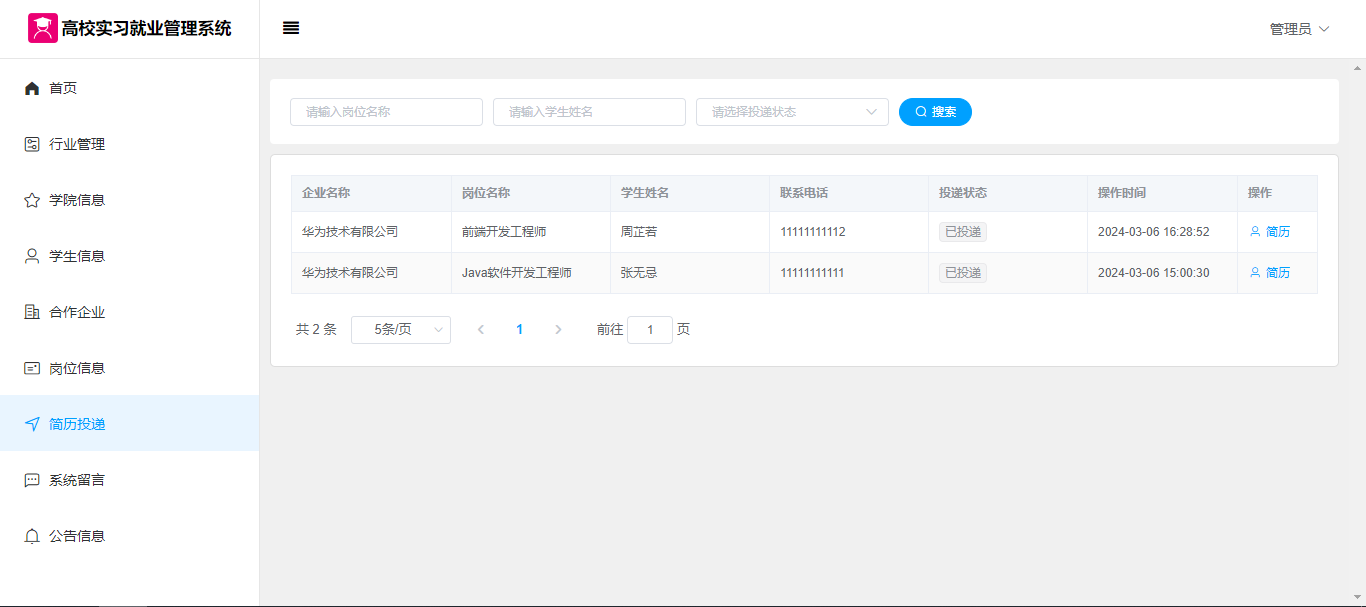 高校实习就业管理系统
管理员
首页
行业管理
学院信息
学生信息
合作企业
岗位信息
简历投递
系统留言
公告信息
请输入岗位名称 请输入学生姓名 请选择投递状态 搜索
企业名称 岗位名称 学生姓名 联系电话 投递状态 操作时间 操作
华为技术有限公司 前端开发工程师 周芷若 11111111112 已投递 2024-03-06 16:28:52 简历
华为技术有限公司 Java软件开发工程师 张无忌 11111111111 已投递 2024-03-06 15:00:30 简历
共 2 条 5条/页 1 前往 1 页